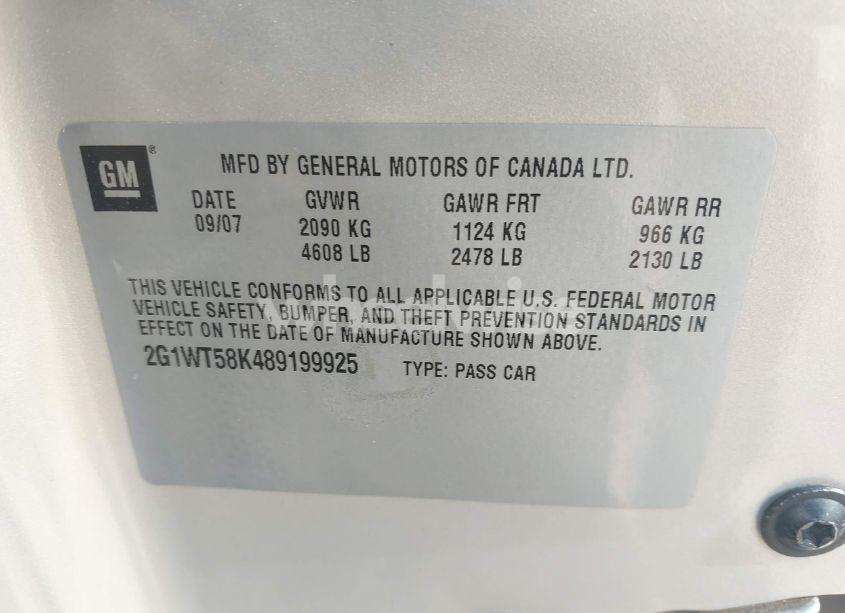 GM ®
MFD BY GENERAL MOTORS OF CANADA LTD.
DATE GVWR GAWR FRT GAWR RR
09/07 2090 KG 1124 KG 966 KG
4608 LB 2478 LB 2130 LB
THIS VEHICLE CONFORMS TO ALL APPLICABLE U.S. FEDERAL MOTOR
VEHICLE SAFETY, BUMPER, AND THEFT PREVENTION STANDARDS IN
EFFECT ON THE DATE OF MANUFACTURE SHOWN ABOVE.
2G1WT58K489199925 TYPE: PASS CAR